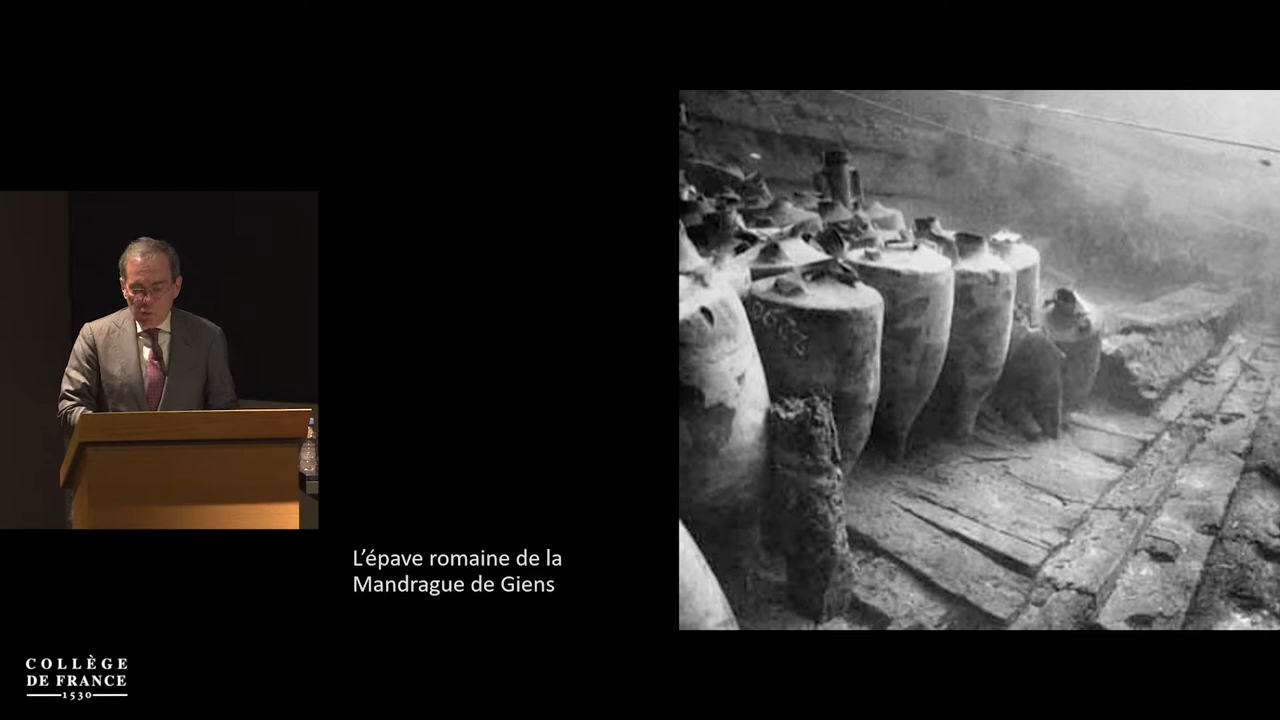 L'épave romaine de la
Mandrague de Giens
COLLÈGE
DE FRANCE
1530